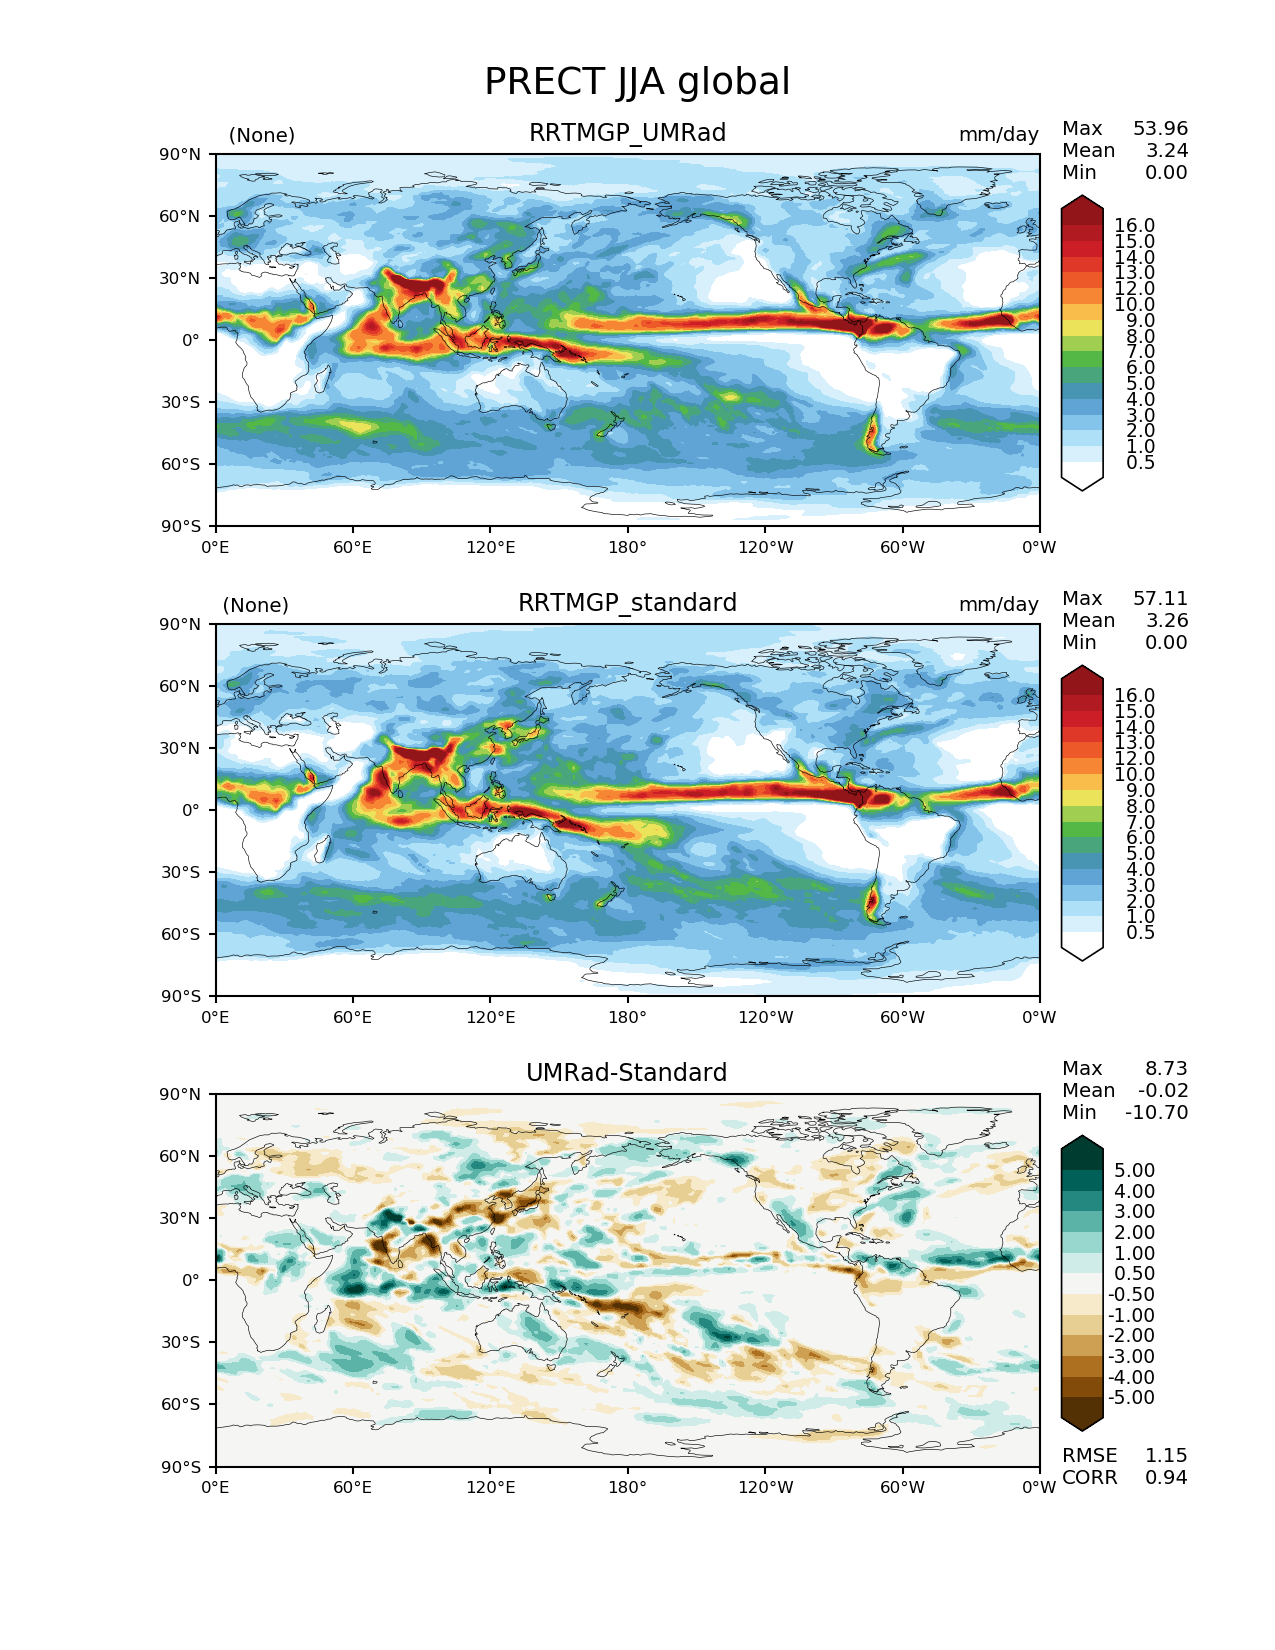 PRECT JJA global
(None) RRTMGP_UMRad mm/day
Max 53.96
Mean 3.24
Min 0.00
90°N
60°N
30°N
0°
30°S
60°S
90°S
0°E 60°E 120°E 180° 120°W 60°W 0°W
16.0
15.0
14.0
13.0
12.0
10.0
9.0
8.0
7.0
6.0
5.0
4.0
3.0
2.0
1.0
0.5
(None) RRTMGP_standard mm/day
Max 57.11
Mean 3.26
Min 0.00
90°N
60°N
30°N
0°
30°S
60°S
90°S
0°E 60°E 120°E 180° 120°W 60°W 0°W
16.0
15.0
14.0
13.0
12.0
10.0
9.0
8.0
7.0
6.0
5.0
4.0
3.0
2.0
1.0
0.5
UMRad-Standard
Max 8.73
Mean -0.02
Min -10.70
90°N
60°N
30°N
0°
30°S
60°S
90°S
0°E 60°E 120°E 180° 120°W 60°W 0°W
5.00
4.00
3.00
2.00
1.00
0.50
-0.50
-1.00
-2.00
-3.00
-4.00
-5.00
RMSE 1.15
CORR 0.94